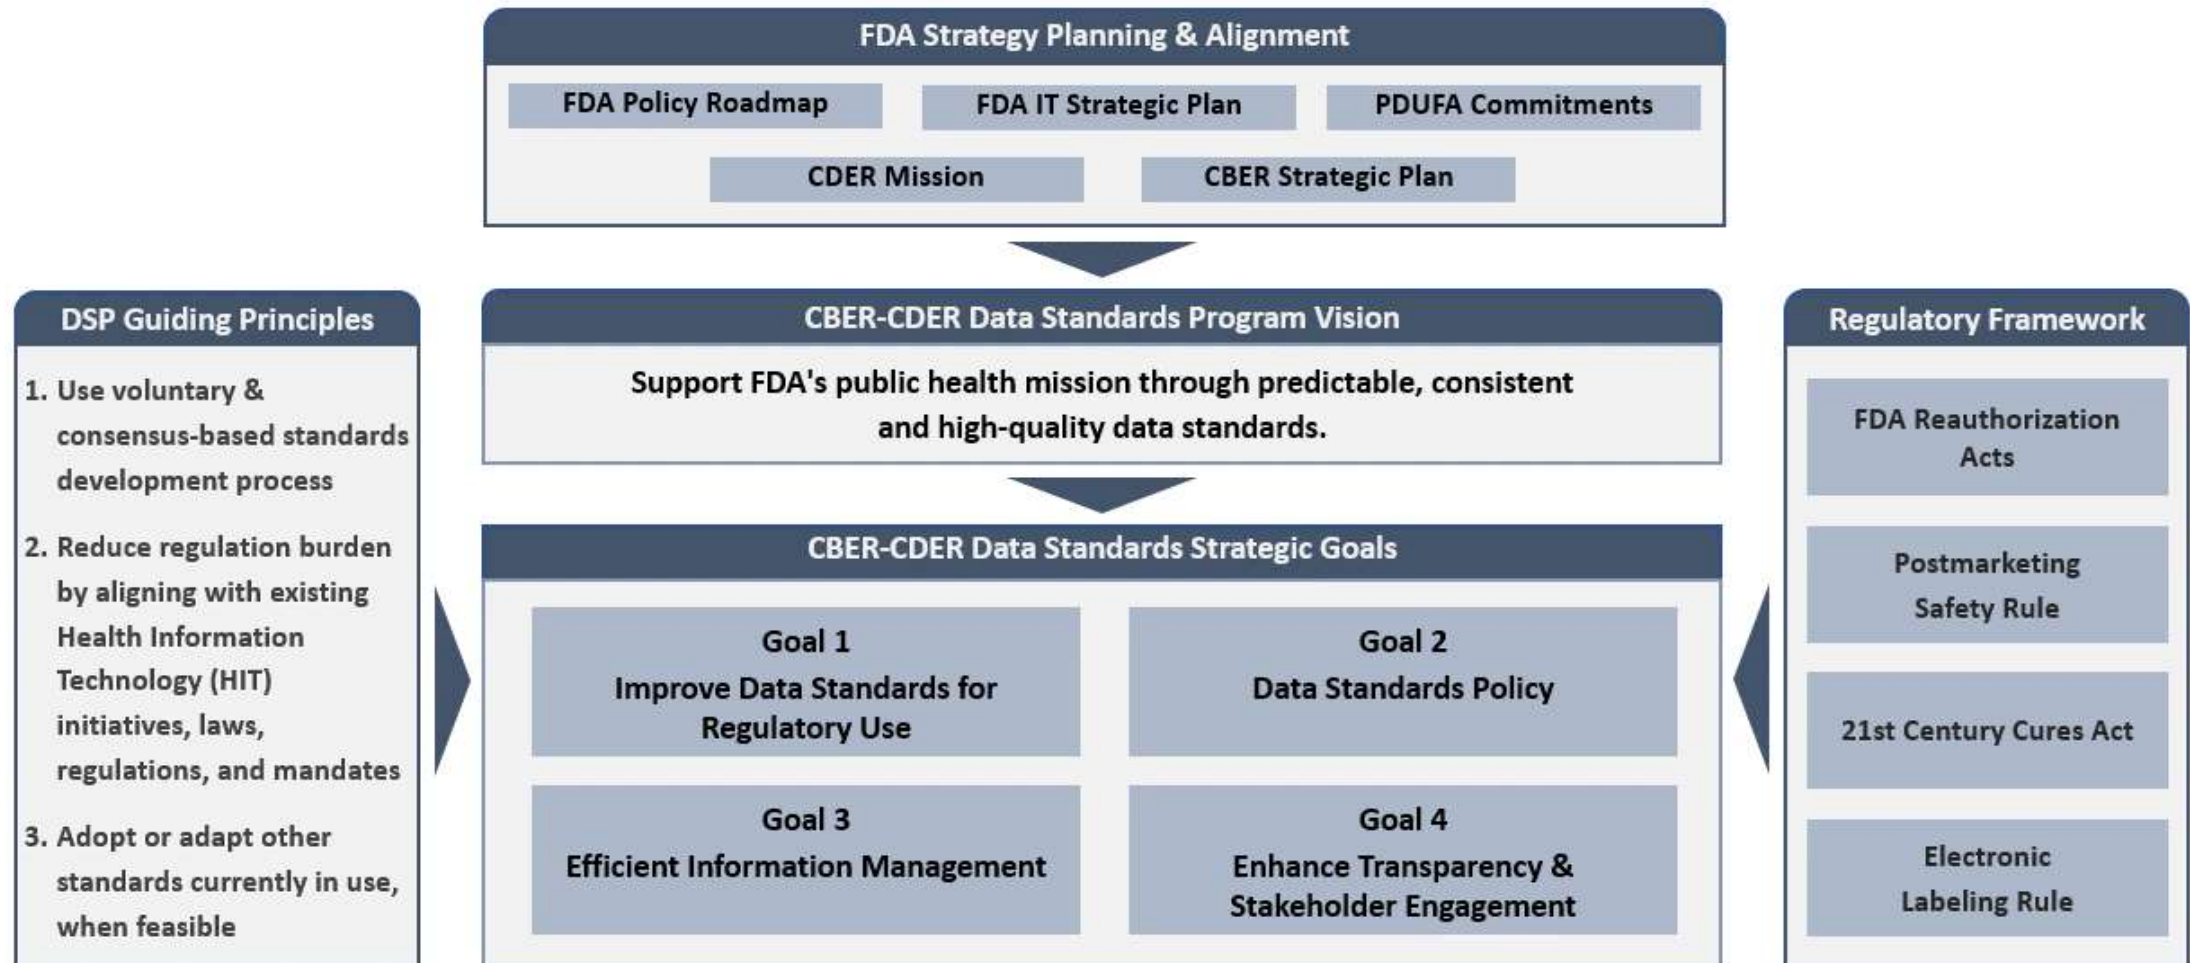 FDA Strategy Planning & Alignment
FDA Policy Roadmap
FDA IT Strategic Plan
PDUFA Commitments
CDER Mission
CBER Strategic Plan
DSP Guiding Principles
1. Use voluntary &
consensus-based standards
development process
2. Reduce regulation burden
by aligning with existing
Health Information
Technology (HIT)
initiatives, laws,
regulations, and mandates
3. Adopt or adapt other
standards currently in use,
when feasible
CBER-CDER Data Standards Program Vision
Support FDA's public health mission through predictable, consistent
and high-quality data standards.
CBER-CDER Data Standards Strategic Goals
Goal 1
Improve Data Standards for
Regulatory Use
Goal 2
Data Standards Policy
Goal 3
Efficient Information Management
Goal 4
Enhance Transparency &
Stakeholder Engagement
Regulatory Framework
FDA Reauthorization
Acts
Postmarketing
Safety Rule
21st Century Cures Act
Electronic
Labeling Rule